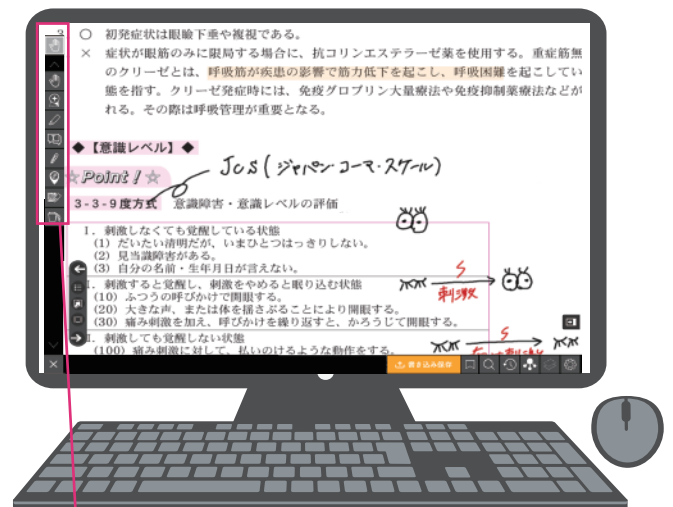 ○ 初発症状は眼瞼下垂や複視である。
× 症状が眼筋のみに限局する場合に、抗コリンエステラーゼ薬を使用する。重症筋無
のクリーゼとは、呼吸筋が疾患の影響で筋力低下を起こし、呼吸困難を起こしてい
態を指す。クリーゼ発症時には、免疫グロブリン大量療法や免疫抑制薬療法などが
れる。その際は呼吸管理が重要となる。
◆【意識レベル】◆
JCS(ジャパン・コーマ・スケール)
☆Point!☆
3-3-9度方式 意識障害・意識レベルの評価
I. 刺激しなくても覚醒している状態
(1) だいたい清明だが、いまひとつはっきりしない。
(2) 見当識障害がある。
(3) 自分の名前・生年月日が言えない。
. 刺激すると覚醒し、刺激をやめると眠り込む状態
(10) ふつうの呼びかけで開眼する。
(20) 大きな声、または体を揺さぶることにより開眼する。
(30) 痛み刺激を加え、呼びかけを繰り返すと、かろうじて開眼する。
S
刺激
I. 刺激しても覚醒しない状態
(100) 痛み刺激に対して、払いのけるような動作をする。
S
書き込み保存